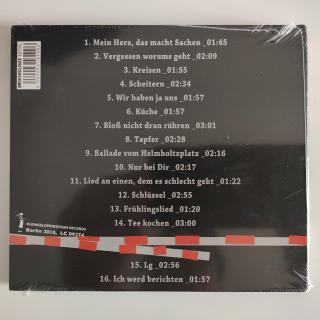 1. Mein Herz, das macht Sachen _01:45
2. Vergessen worums geht _02:09
3. Kreisen _01:55
4. Scheitern _02:34
5. Wir haben ja uns _01:57
6. Küche _01:57
7. Bloß nicht dran rühren _03:01
8. Tapfer _02:28
9. Ballade vom Helmholtzplatz _02:16
10. Nur bei Dir _02:17
11. Lied an einen, dem es schlecht geht _01:22
12. Schlüssel _02:55
13. Frühlingslied _01:20
14. Tee kochen _03:00
Berlin 2010. LC 09274
15. Lg _02:56
16. Ich werd berichten _01:57